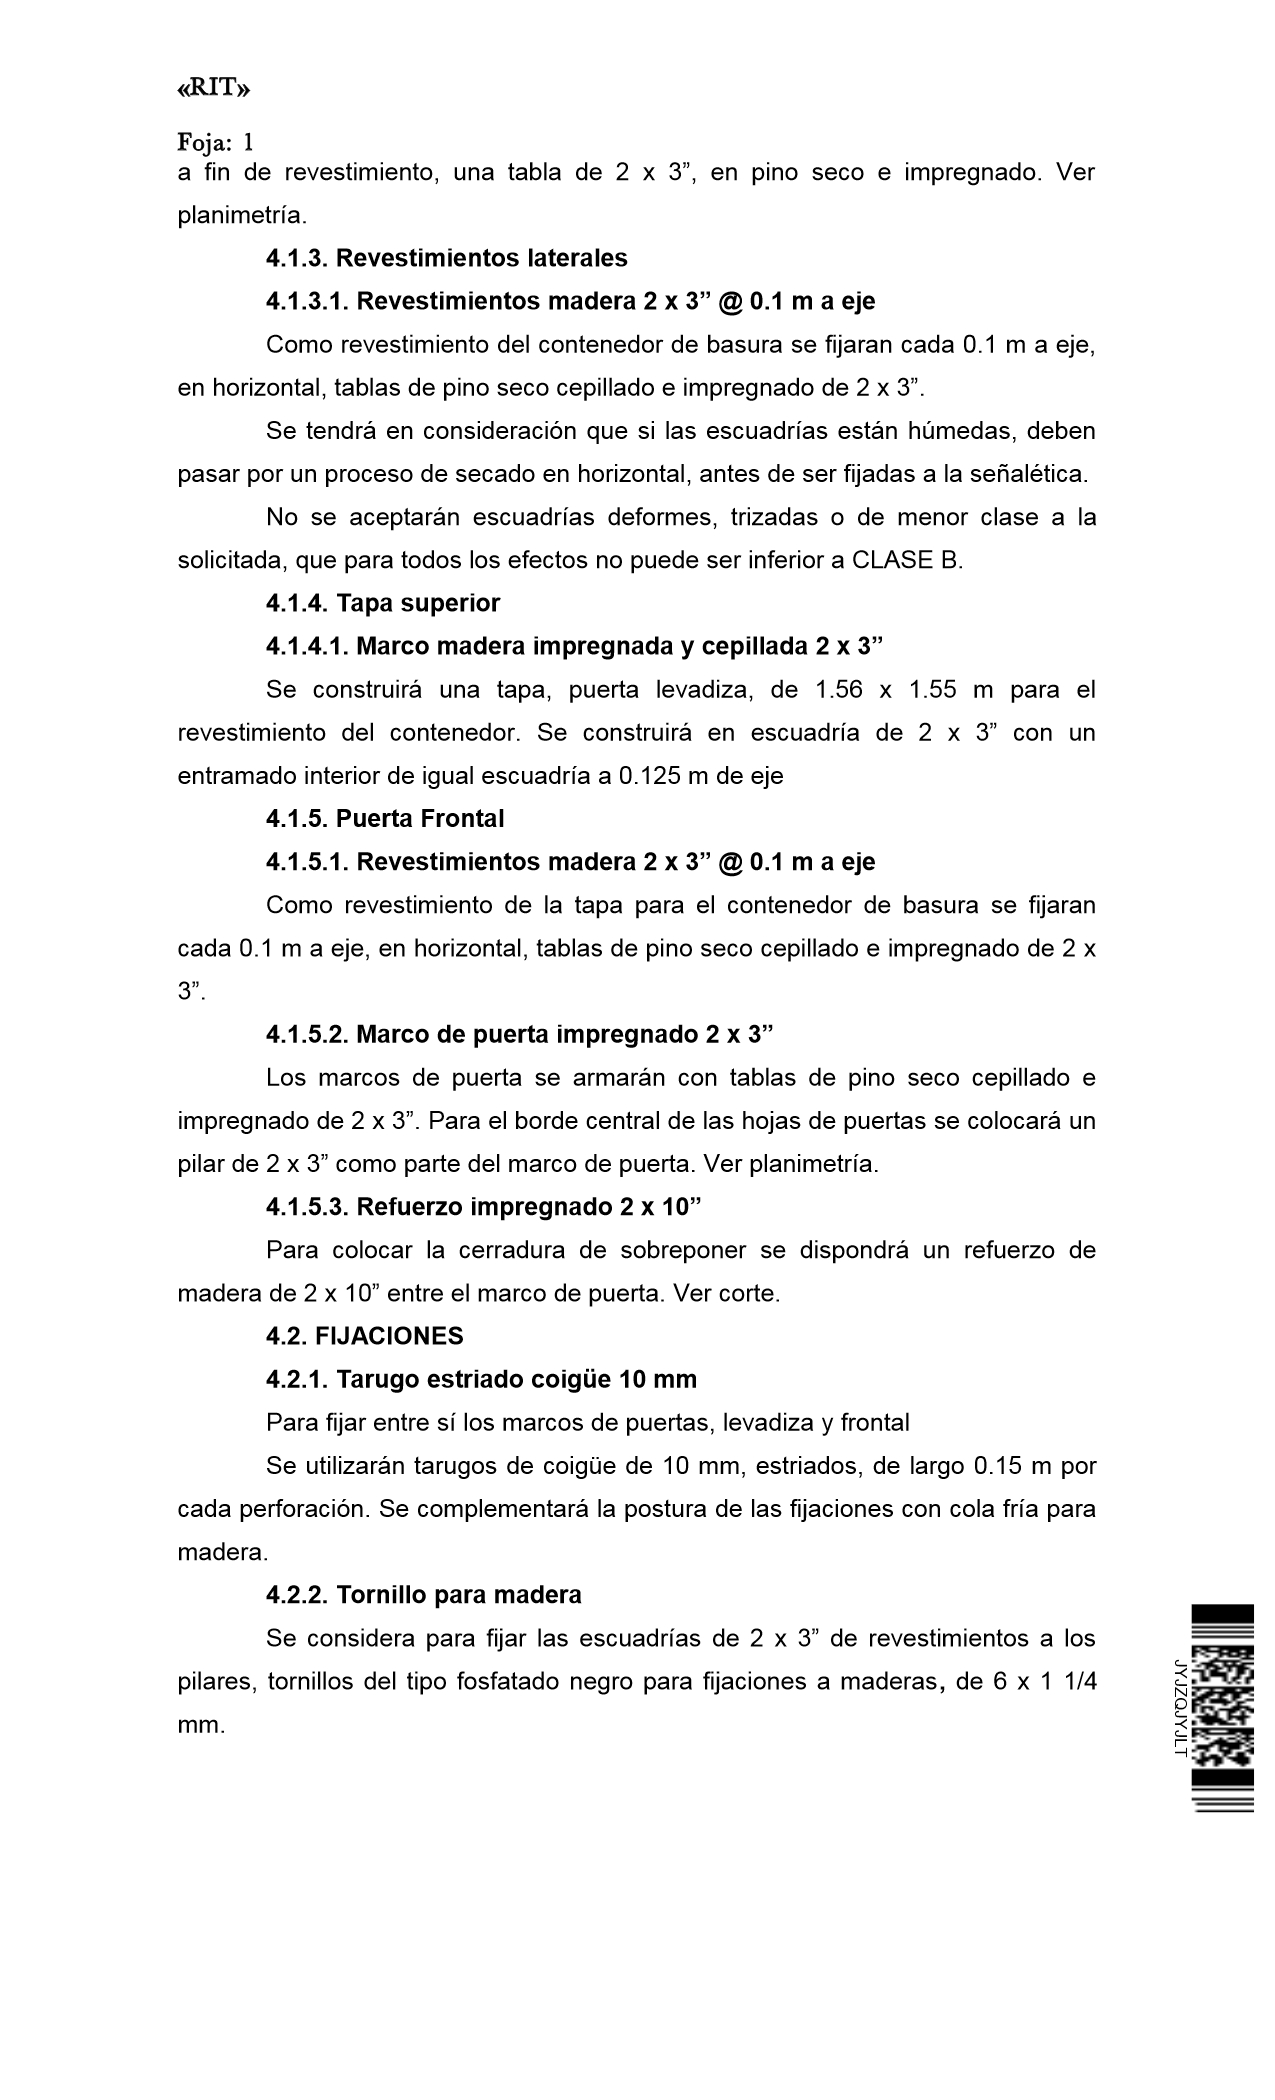 «RIT»
Foja: 1
a fin de revestimiento, una tabla de 2 x 3”, en pino seco e impregnado. Ver
planimetría.
4.1.3. Revestimientos laterales
4.1.3.1. Revestimientos madera 2 x 3” @ 0.1 m a eje
Como revestimiento del contenedor de basura se fijaran cada 0.1 m a eje,
en horizontal, tablas de pino seco cepillado e impregnado de 2 x 3”.
Se tendrá en consideración que si las escuadrías están húmedas, deben
pasar por un proceso de secado en horizontal, antes de ser fijadas a la señalética.
No se aceptarán escuadrías deformes, trizadas o de menor clase a la
solicitada, que para todos los efectos no puede ser inferior a CLASE B.
4.1.4. Tapa superior
4.1.4.1. Marco madera impregnada y cepillada 2 x 3”
Se construirá una tapa, puerta levadiza, de 1.56 x 1.55 m para el
revestimiento del contenedor. Se construirá en escuadría de 2 x 3” con un
entramado interior de igual escuadría a 0.125 m de eje
4.1.5. Puerta Frontal
4.1.5.1. Revestimientos madera 2 x 3” @ 0.1 m a eje
Como revestimiento de la tapa para el contenedor de basura se fijaran
cada 0.1 m a eje, en horizontal, tablas de pino seco cepillado e impregnado de 2 x
3”.
4.1.5.2. Marco de puerta impregnado 2 x 3”
Los marcos de puerta se armarán con tablas de pino seco cepillado e
impregnado de 2 x 3”. Para el borde central de las hojas de puertas se colocará un
pilar de 2 x 3” como parte del marco de puerta. Ver planimetría.
4.1.5.3. Refuerzo impregnado 2 x 10”
Para colocar la cerradura de sobreponer se dispondrá un refuerzo de
madera de 2 x 10” entre el marco de puerta. Ver corte.
4.2. FIJACIONES
4.2.1. Tarugo estriado coigüe 10 mm
Para fijar entre sí los marcos de puertas, levadiza y frontal
Se utilizarán tarugos de coigüe de 10 mm, estriados, de largo 0.15 m por
cada perforación. Se complementará la postura de las fijaciones con cola fría para
madera.
4.2.2. Tornillo para madera
Se considera para fijar las escuadrías de 2 x 3” de revestimientos a los
pilares, tornillos del tipo fosfatado negro para fijaciones a maderas, de 6 x 1 1/4
mm.
JYJZQJYJLT